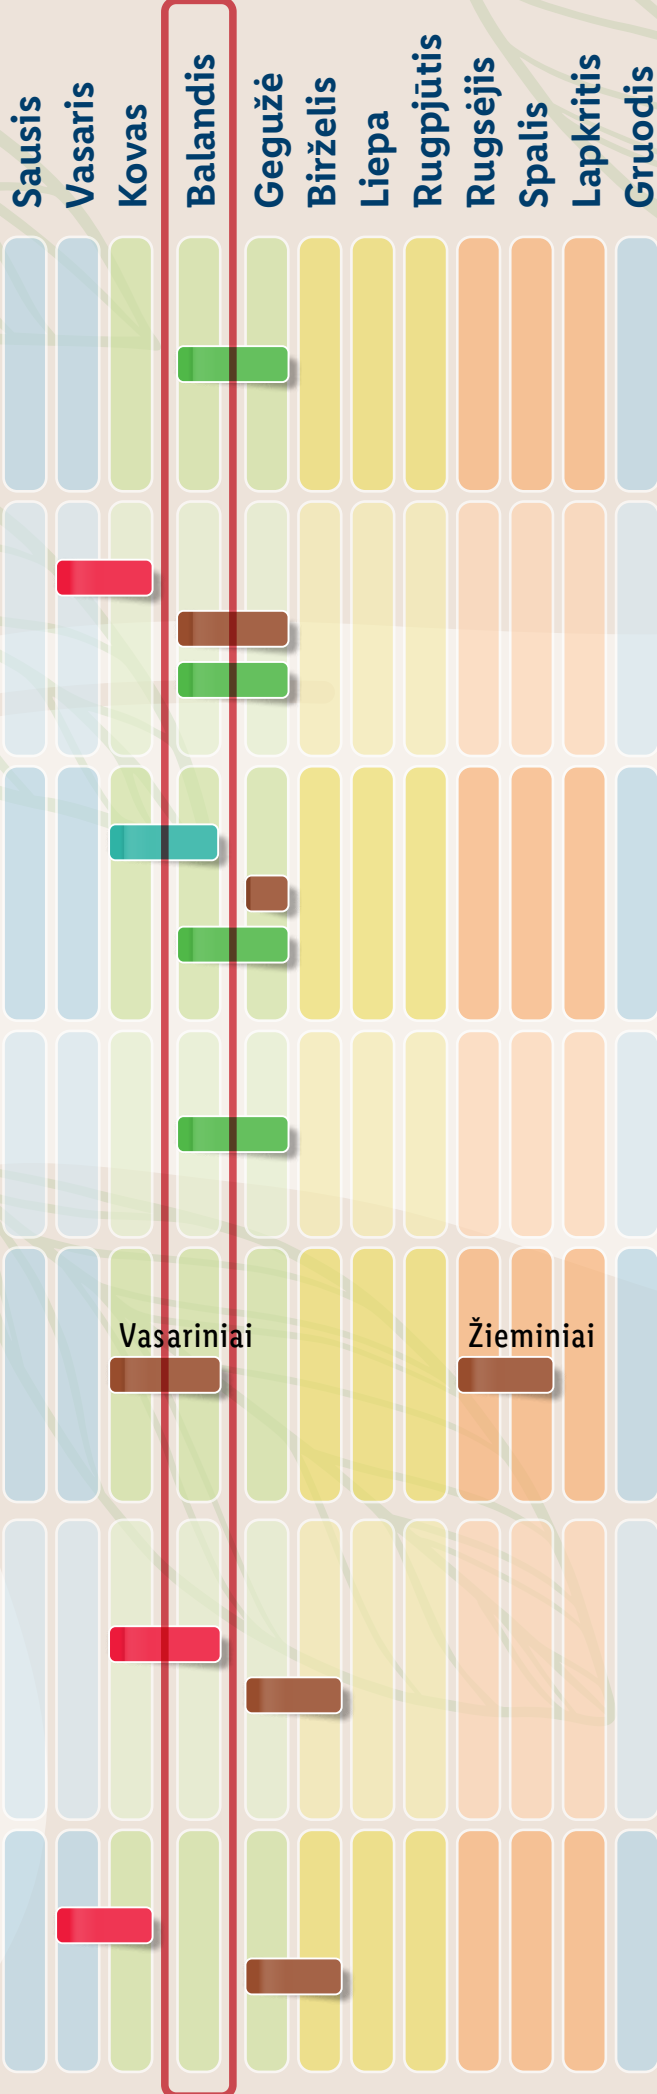 Sausis
Vasaris
Kovas
Balandis
Gegužė
Birželis
Liepa
Rugpjūtis
Rugsėjis
Spalis
Lapkritis
Gruodis
Vasariniai
Žieminiai